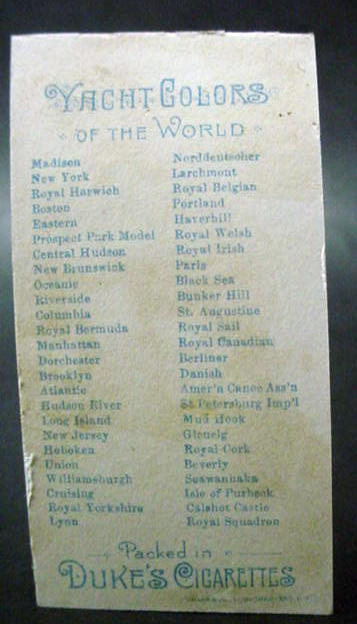 YACHT COLORS
OF THE WORLD
Madison
New York
Royal Harwich
Boston
Eastern
Prospect Park Model
Central Hudson
New Brunswick
Oceanic
Riverside
Columbia
Royal Bermuda
Manhattan
Dorchester
Brooklyn
Atlantic
Hudson River
Long Island
New Jersey
Hoboken
Union
Williamsburgh
Cruising
Royal Yorkshire
Lynn
Norddeutscher
Larchmont
Royal Belgian
Portland
Haverhill
Royal Welsh
Royal Irish
Paris
Black Sea
Bunker Hill
St. Augustine
Royal Sail
Royal Canadian
Berliner
Danish
Amer'n Canoe Ass'n
St Petersburg Imp'l
Mud Hook
Glenelg
Royal Cork
Beverly
Seawanhaka
Isle of Purbeck
Calshot Castle
Royal Squadron
Packed in
DUKE'S CIGARETTES